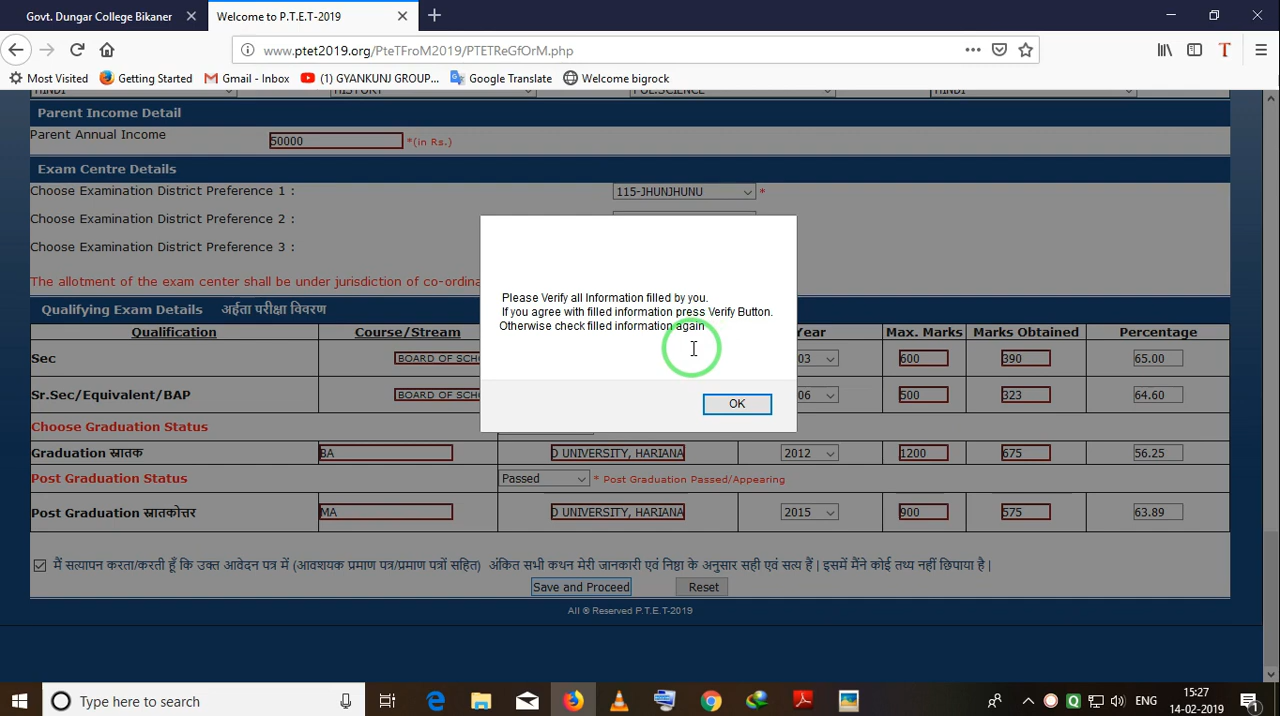 Govt. Dungar College Bikaner
Welcome to P.T.E.T-2019
www.ptet2019.org/PteTFroM2019/PTETReGfOrM.php
Most Visited Getting Started Gmail - Inbox (1) GYANKUNJ GROUP... Google Translate Welcome bigrock
HINDI HISTORY POL.SCIENCE HINDI
Parent Income Detail
Parent Annual Income 50000 *(in Rs.)
Exam Centre Details
Choose Examination District Preference 1 : 115-JHUNJHUNU *
Choose Examination District Preference 2 :
Choose Examination District Preference 3 :
The allotment of the exam center shall be under jurisdiction of co-ordina
Please Verify all Information filled by you.
If you agree with filled information press Verify Button.
Otherwise check filled information again
OK
Qualifying Exam Details अर्हता परीक्षा विवरण
Qualification Course/Stream Year Max. Marks Marks Obtained Percentage
Sec BOARD OF SCHO 03 600 390 65.00
Sr.Sec/Equivalent/BAP BOARD OF SCHO 06 500 323 64.60
Choose Graduation Status
Graduation स्नातक BA D UNIVERSITY, HARIANA 2012 1200 675 56.25
Post Graduation Status Passed * Post Graduation Passed/Appearing
Post Graduation स्नातकोत्तर MA D UNIVERSITY, HARIANA 2015 900 575 63.89
मैं सत्यापन करता/करती हूँ कि उक्त आवेदन पत्र में (आवशयक प्रमाण पत्र/प्रमाण पत्रों सहित) अंकित सभी कथन मेरी जानकारी एवं निष्ठा के अनुसार सही एवं सत्य हैं | इसमें मैंने कोई तथ्य नहीं छिपाया है |
Save and Proceed Reset
All ® Reserved P.T.E.T-2019
Type here to search
ENG 15:27
14-02-2019